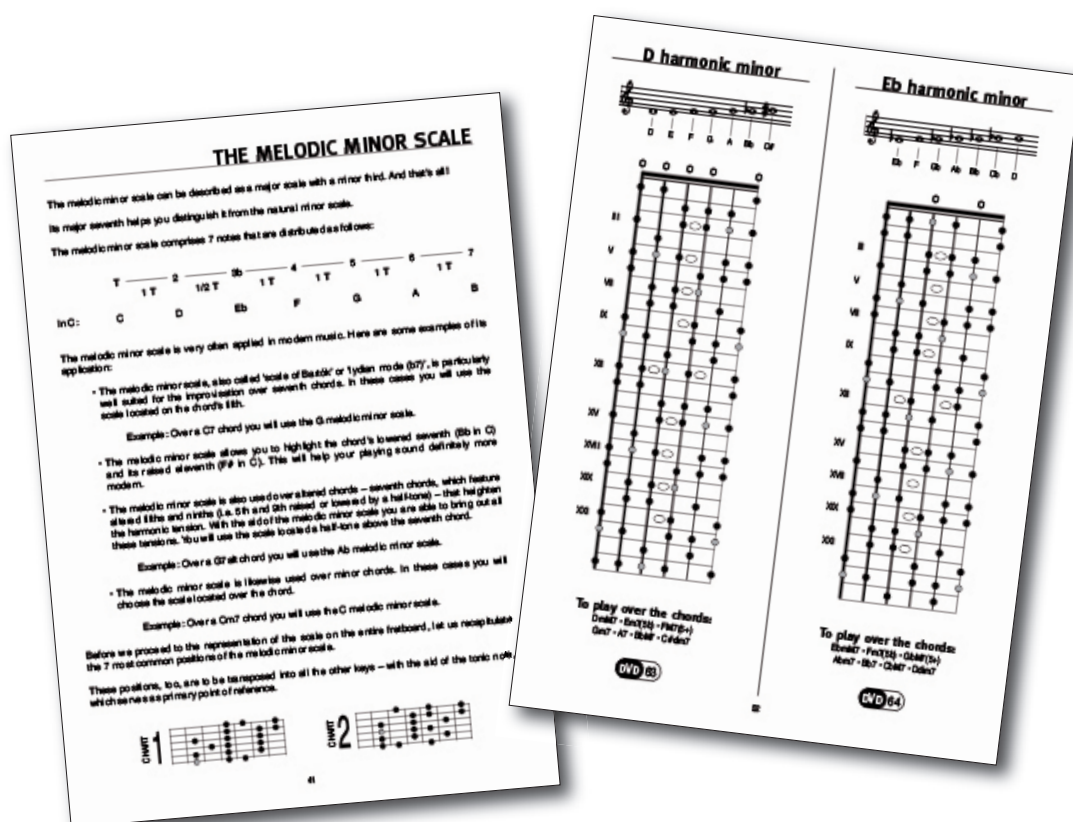 THE MELODIC MINOR SCALE
The melodic minor scale can be described as a major scale with a minor third. And that's all!
Its major seventh helps you distinguish it from the natural minor scale.
The melodic minor scale comprises 7 notes that are distributed as follows:
T 2 3b 4 5 6 7
1 T 1/2 T 1 T 1 T 1 T 1 T
In C: C D Eb F G A B
The melodic minor scale is very often applied in modern music. Here are some examples of its
application:
• The melodic minor scale, also called 'scale of Bartók' or 'lydian mode (b7)', is particularly
well suited for the improvisation over seventh chords. In these cases you will use the
scale located on the chord's fifth.
Example: Over a C7 chord you will use the G melodic minor scale.
• The melodic minor scale allows you to highlight the chord's lowered seventh (Bb in C)
and its raised eleventh (F# in C). This will help your playing sound definitely more
modern.
• The melodic minor scale is also used over altered chords – seventh chords, which feature
altered fifths and ninths (i.e. 5th and 9th raised or lowered by a half-tone) – that heighten
the harmonic tension. With the aid of the melodic minor scale you are able to bring out all
these tensions. You will use the scale located a half-tone above the seventh chord.
Example: Over a G7alt chord you will use the Ab melodic minor scale.
• The melodic minor scale is likewise used over minor chords. In these cases you will
choose the scale located over the chord.
Example: Over a Cm7 chord you will use the C melodic minor scale.
Before we proceed to the representation of the scale on the entire fretboard, let us recapitulate
the 7 most common positions of the melodic minor scale.
These positions, too, are to be transposed into all the other keys – with the aid of the tonic note,
which serves as primary point of reference.
CHART 1
CHART 2
D harmonic minor
D E F G A Bb C#
III
V
VII
IX
XII
XV
XVII
XIX
XXI
To play over the chords:
DmM7 • Em7(5b) • FM7(5+)
Gm7 • A7 • BbM7 • C#dim7
DVD 63
Eb harmonic minor
Eb F Gb Ab Bb Cb D
III
V
VII
IX
XII
XV
XVII
XIX
XXI
To play over the chords:
EbmM7 • Fm7(5b) • GbM7(5+)
Abm7 • Bb7 • CbM7 • Ddim7
DVD 64